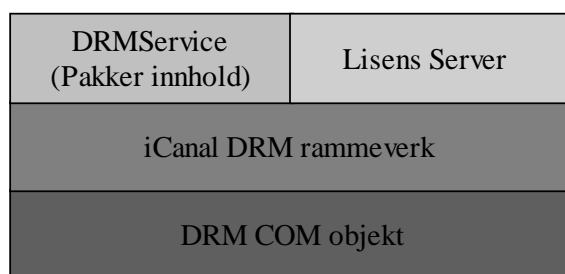 DRMService
(Pakker innhold)
Lisens Server
iCanal DRM rammeverk
DRM COM objekt